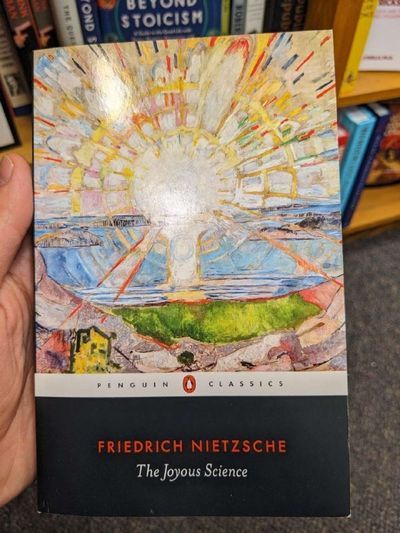 BEYOND
STOICISM
PENGUIN CLASSICS
FRIEDRICH NIETZSCHE
The Joyous Science